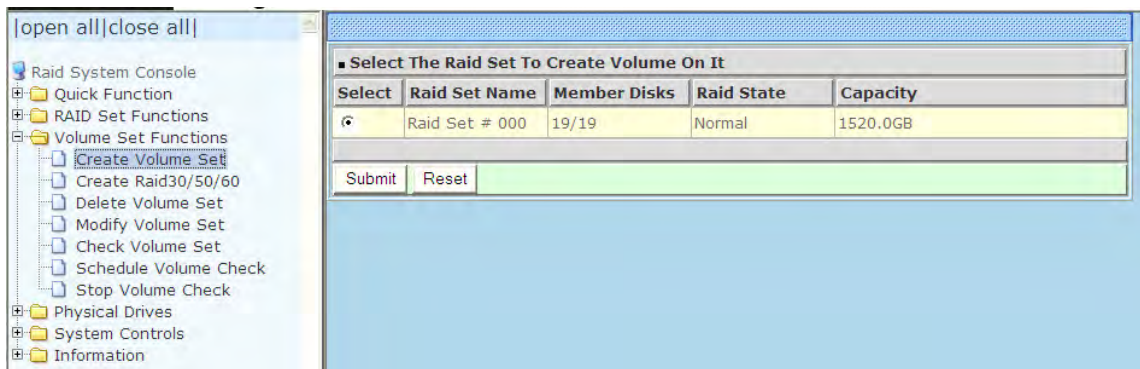 |open all|close all|
Raid System Console
Quick Function
RAID Set Functions
Volume Set Functions
Create Volume Set
Create Raid30/50/60
Delete Volume Set
Modify Volume Set
Check Volume Set
Schedule Volume Check
Stop Volume Check
Physical Drives
System Controls
Information
Select The Raid Set To Create Volume On It
Select Raid Set Name Member Disks Raid State Capacity
Raid Set # 000 19/19 Normal 1520.0GB
Submit Reset